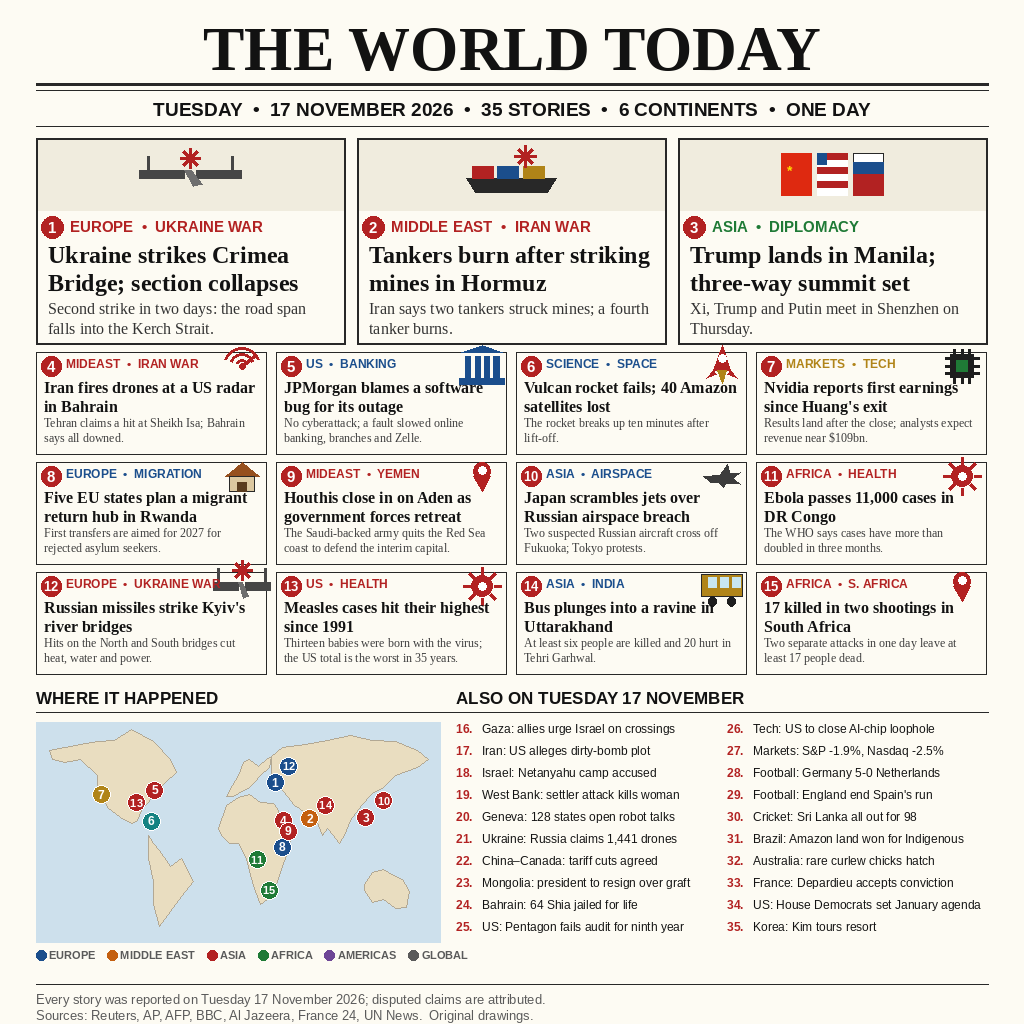 THE WORLD TODAY
TUESDAY • 17 NOVEMBER 2026 • 35 STORIES • 6 CONTINENTS • ONE DAY
1 EUROPE • UKRAINE WAR
Ukraine strikes Crimea
Bridge; section collapses
Second strike in two days: the road span
falls into the Kerch Strait.
2 MIDDLE EAST • IRAN WAR
Tankers burn after striking
mines in Hormuz
Iran says two tankers struck mines; a fourth
tanker burns.
3 ASIA • DIPLOMACY
Trump lands in Manila;
three-way summit set
Xi, Trump and Putin meet in Shenzhen on
Thursday.
4 MIDEAST • IRAN WAR
Iran fires drones at a US radar
in Bahrain
Tehran claims a hit at Sheikh Isa; Bahrain
says all downed.
5 US • BANKING
JPMorgan blames a software
bug for its outage
No cyberattack; a fault slowed online
banking, branches and Zelle.
6 SCIENCE • SPACE
Vulcan rocket fails; 40 Amazon
satellites lost
The rocket breaks up ten minutes after
lift-off.
7 MARKETS • TECH
Nvidia reports first earnings
since Huang's exit
Results land after the close; analysts expect
revenue near $109bn.
8 EUROPE • MIGRATION
Five EU states plan a migrant
return hub in Rwanda
First transfers are aimed for 2027 for
rejected asylum seekers.
9 MIDEAST • YEMEN
Houthis close in on Aden as
government forces retreat
The Saudi-backed army quits the Red Sea
coast to defend the interim capital.
10 ASIA • AIRSPACE
Japan scrambles jets over
Russian airspace breach
Two suspected Russian aircraft cross off
Fukuoka; Tokyo protests.
11 AFRICA • HEALTH
Ebola passes 11,000 cases in
DR Congo
The WHO says cases have more than
doubled in three months.
12 EUROPE • UKRAINE WAR
Russian missiles strike Kyiv's
river bridges
Hits on the North and South bridges cut
heat, water and power.
13 US • HEALTH
Measles cases hit their highest
since 1991
Thirteen babies were born with the virus;
the US total is the worst in 35 years.
14 ASIA • INDIA
Bus plunges into a ravine in
Uttarakhand
At least six people are killed and 20 hurt in
Tehri Garhwal.
15 AFRICA • S. AFRICA
17 killed in two shootings in
South Africa
Two separate attacks in one day leave at
least 17 people dead.
WHERE IT HAPPENED
12
1
5
7
13
14
10
4
2
3
6
9
8
11
15
EUROPE MIDDLE EAST ASIA AFRICA AMERICAS GLOBAL
ALSO ON TUESDAY 17 NOVEMBER
16. Gaza: allies urge Israel on crossings
17. Iran: US alleges dirty-bomb plot
18. Israel: Netanyahu camp accused
19. West Bank: settler attack kills woman
20. Geneva: 128 states open robot talks
21. Ukraine: Russia claims 1,441 drones
22. China–Canada: tariff cuts agreed
23. Mongolia: president to resign over graft
24. Bahrain: 64 Shia jailed for life
25. US: Pentagon fails audit for ninth year
26. Tech: US to close AI-chip loophole
27. Markets: S&P -1.9%, Nasdaq -2.5%
28. Football: Germany 5-0 Netherlands
29. Football: England end Spain's run
30. Cricket: Sri Lanka all out for 98
31. Brazil: Amazon land won for Indigenous
32. Australia: rare curlew chicks hatch
33. France: Depardieu accepts conviction
34. US: House Democrats set January agenda
35. Korea: Kim tours resort
Every story was reported on Tuesday 17 November 2026; disputed claims are attributed.
Sources: Reuters, AP, AFP, BBC, Al Jazeera, France 24, UN News. Original drawings.